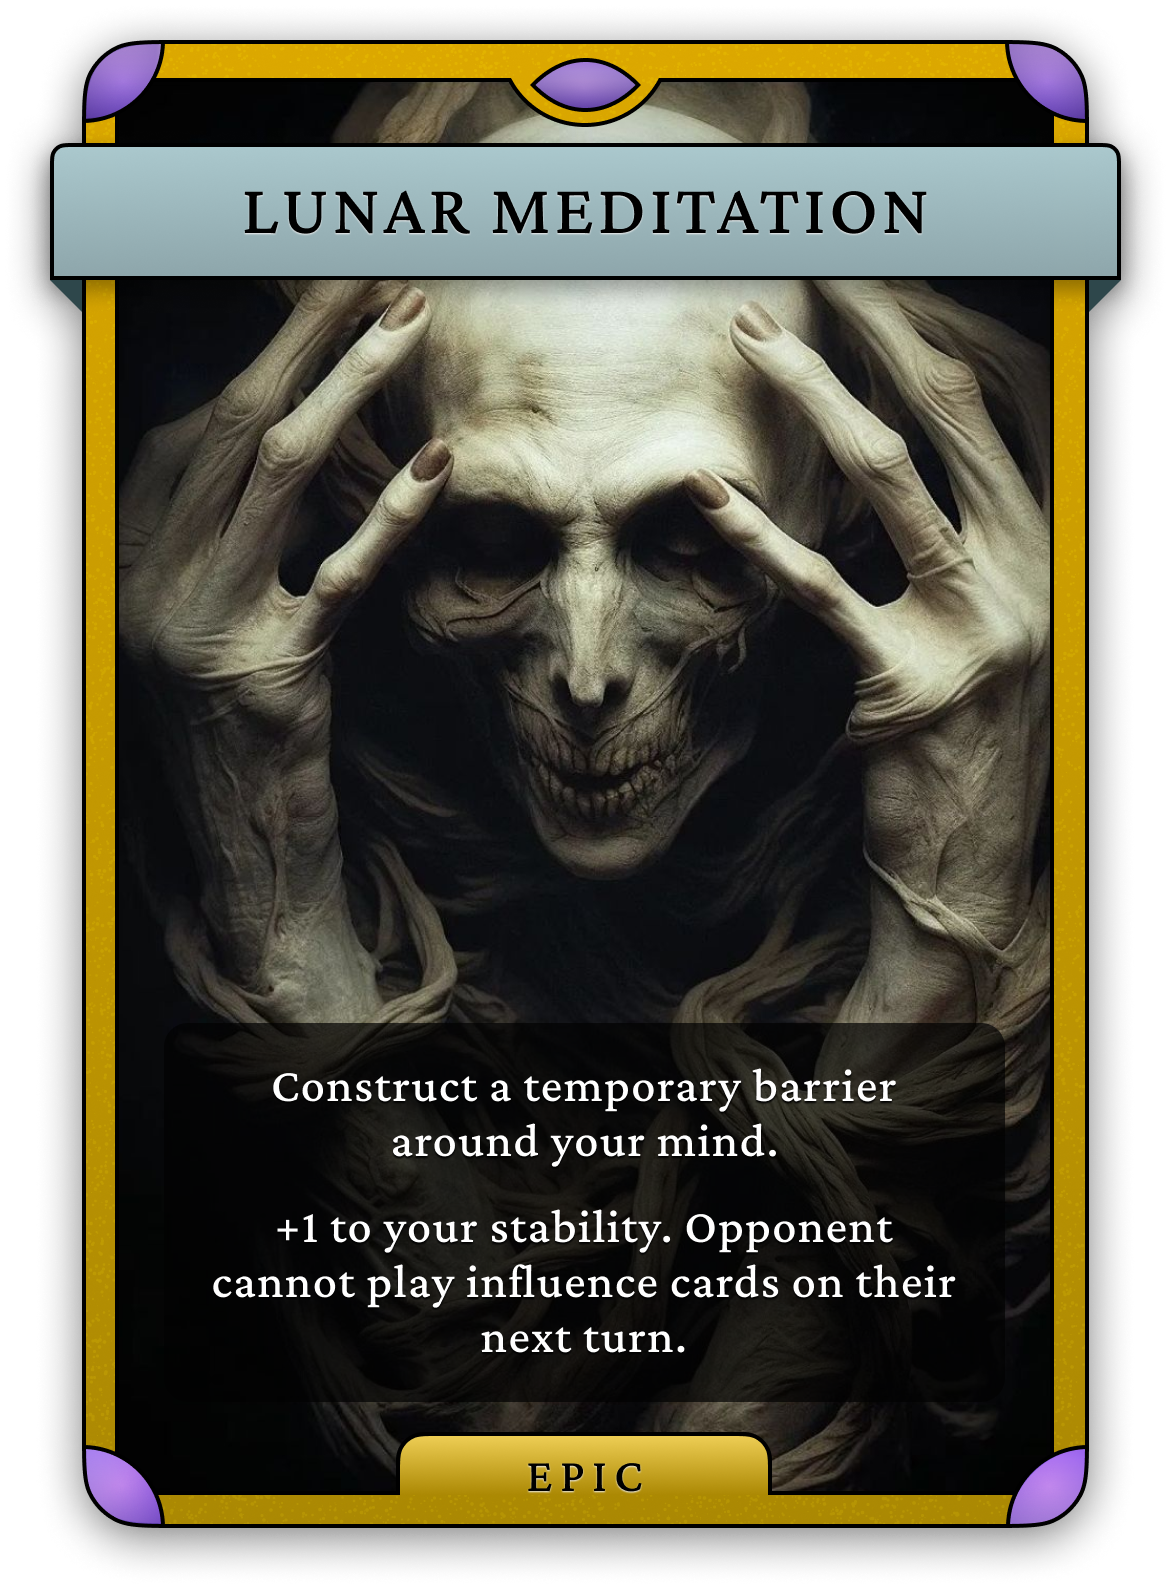 LUNAR MEDITATION
Construct a temporary barrier
around your mind.
+1 to your stability. Opponent
cannot play influence cards on their
next turn.
EPIC